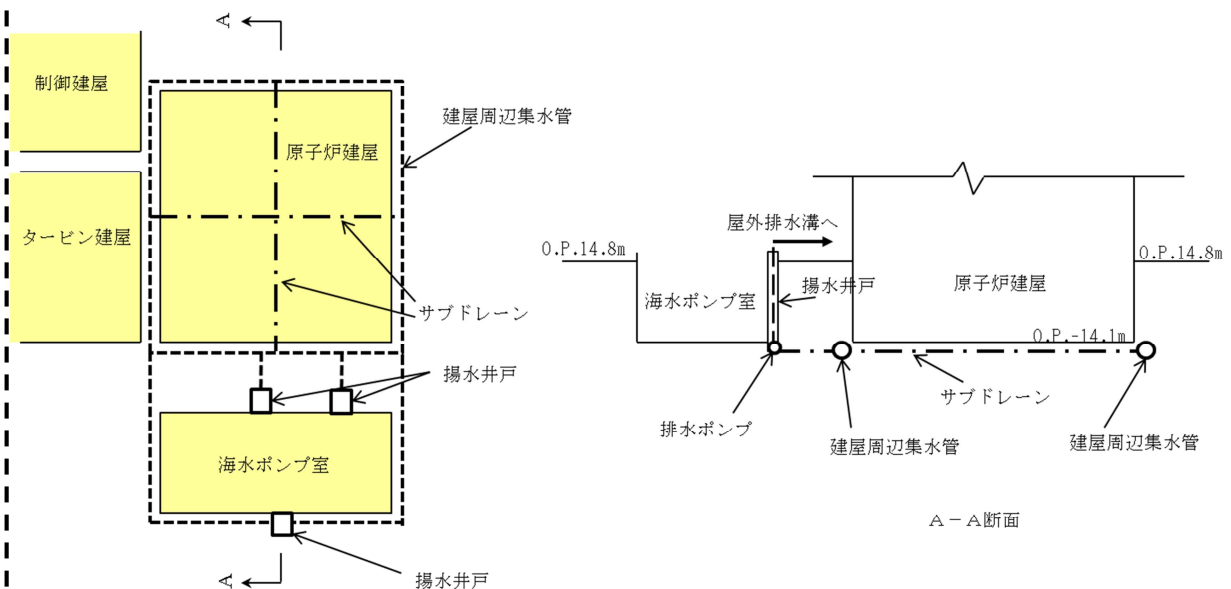 A
制御建屋
建屋周辺集水管
原子炉建屋
タービン建屋
サブドレーン
揚水井戸
海水ポンプ室
揚水井戸
A
屋外排水溝へ
O.P.14.8m
O.P.14.8m
海水ポンプ室
揚水井戸
原子炉建屋
O.P.-14.1m
サブドレーン
排水ポンプ
建屋周辺集水管
建屋周辺集水管
A－A断面